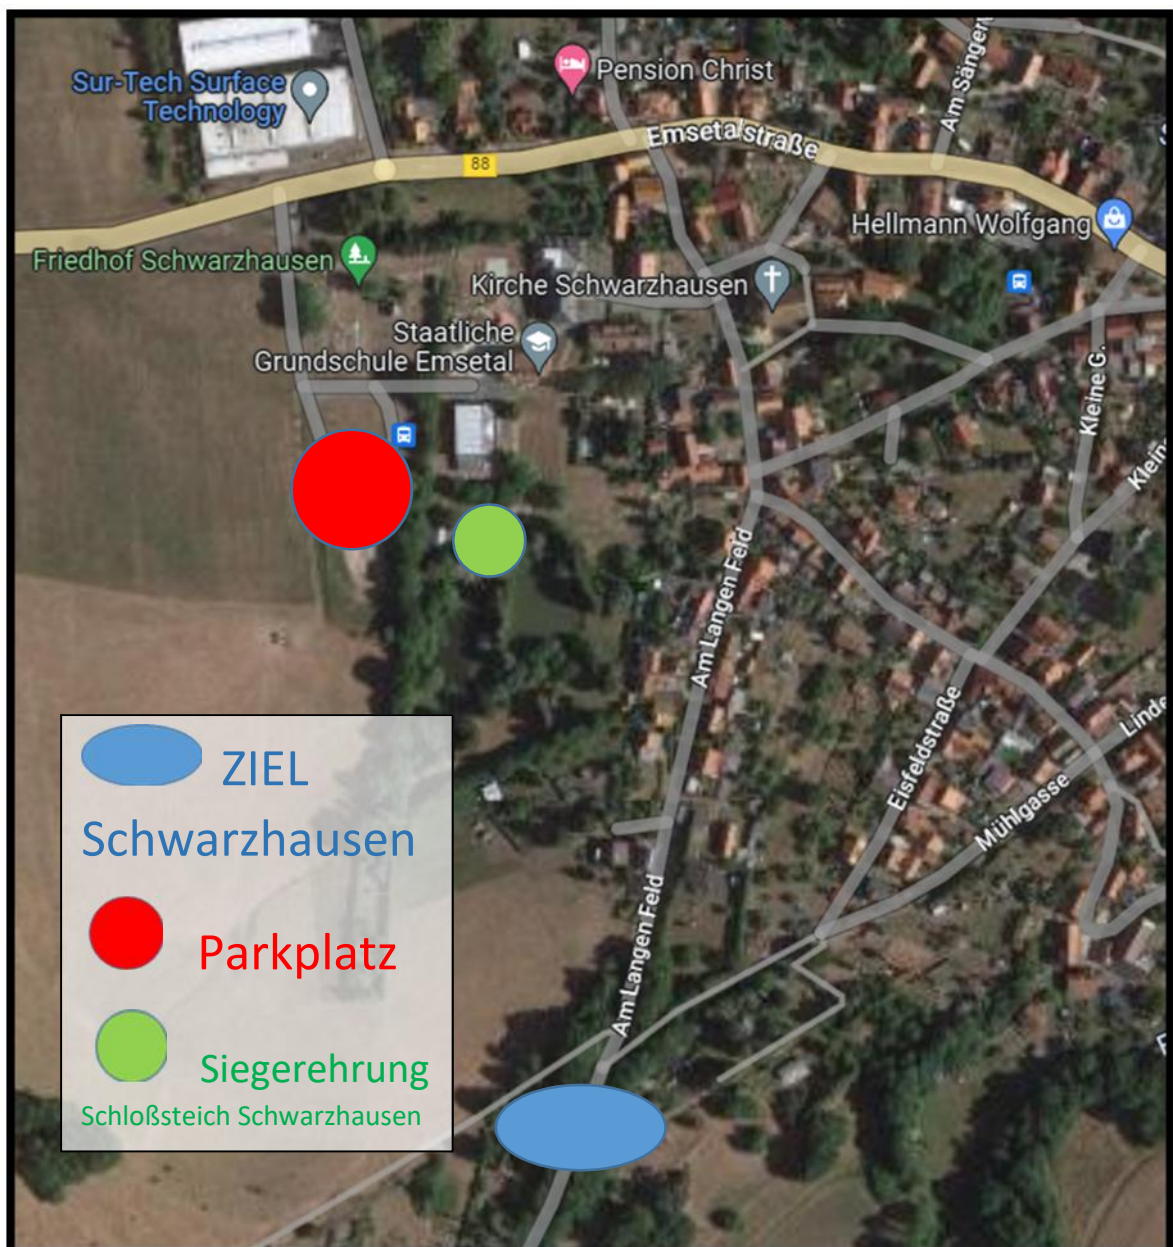 Sur-Tech Surface
Technology
Pension Christ
Am Sängerv
Emsetalstraße
88
Hellmann Wolfgang
Friedhof Schwarzhausen
Kirche Schwarzhausen
Staatliche
Grundschule Emsetal
Kleine G.
Klein
Am Langen Feld
Linde
Eisfeldstraße
Mühlgasse
Am Langen Feld
ZIEL
Schwarzhausen
Parkplatz
Siegerehrung
Schloßsteich Schwarzhausen